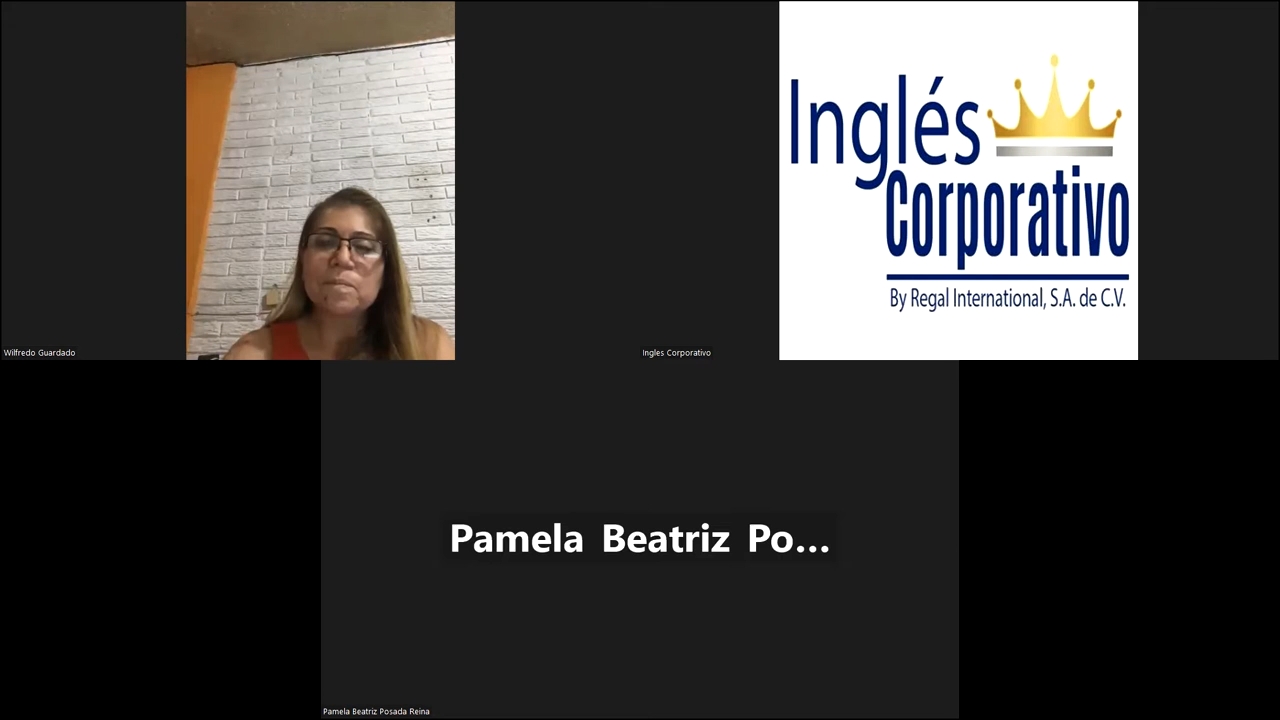 Inglés
Corporativo
By Regal International, S.A. de C.V.
Wilfredo Guardado
Ingles Corporativo
Pamela Beatriz Po...
Pamela Beatriz Posada Reina